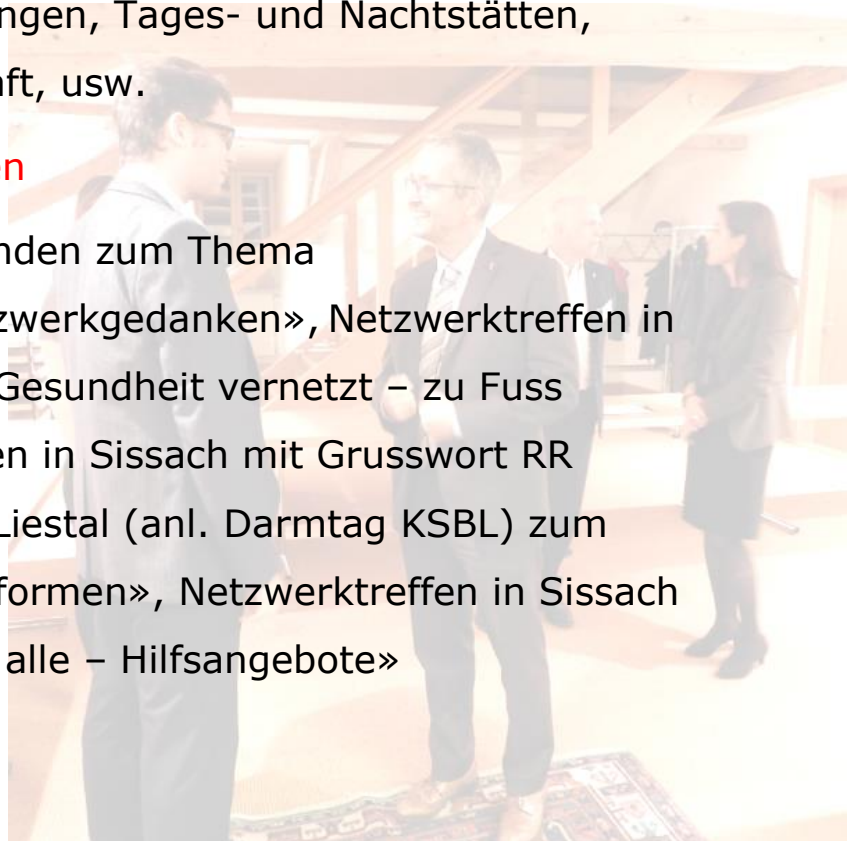 ngen, Tages- und Nachtstätten,
ft, usw.
n
nden zum Thema
zwerkgedanken», Netzwerktreffen in
Gesundheit vernetzt – zu Fuss
en in Sissach mit Grusswort RR
Liestal (anl. Darmtag KSBL) zum
formen», Netzwerktreffen in Sissach
alle – Hilfsangebote»